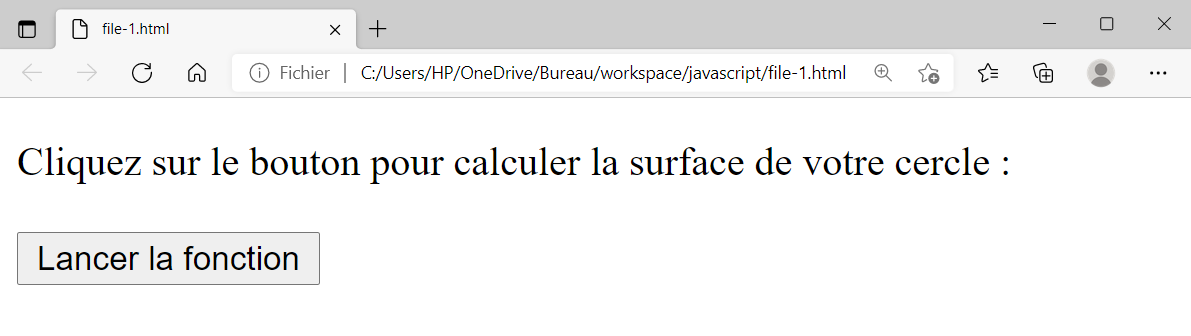 file-1.html
Fichier | C:/Users/HP/OneDrive/Bureau/workspace/javascript/file-1.html
Cliquez sur le bouton pour calculer la surface de votre cercle :
Lancer la fonction